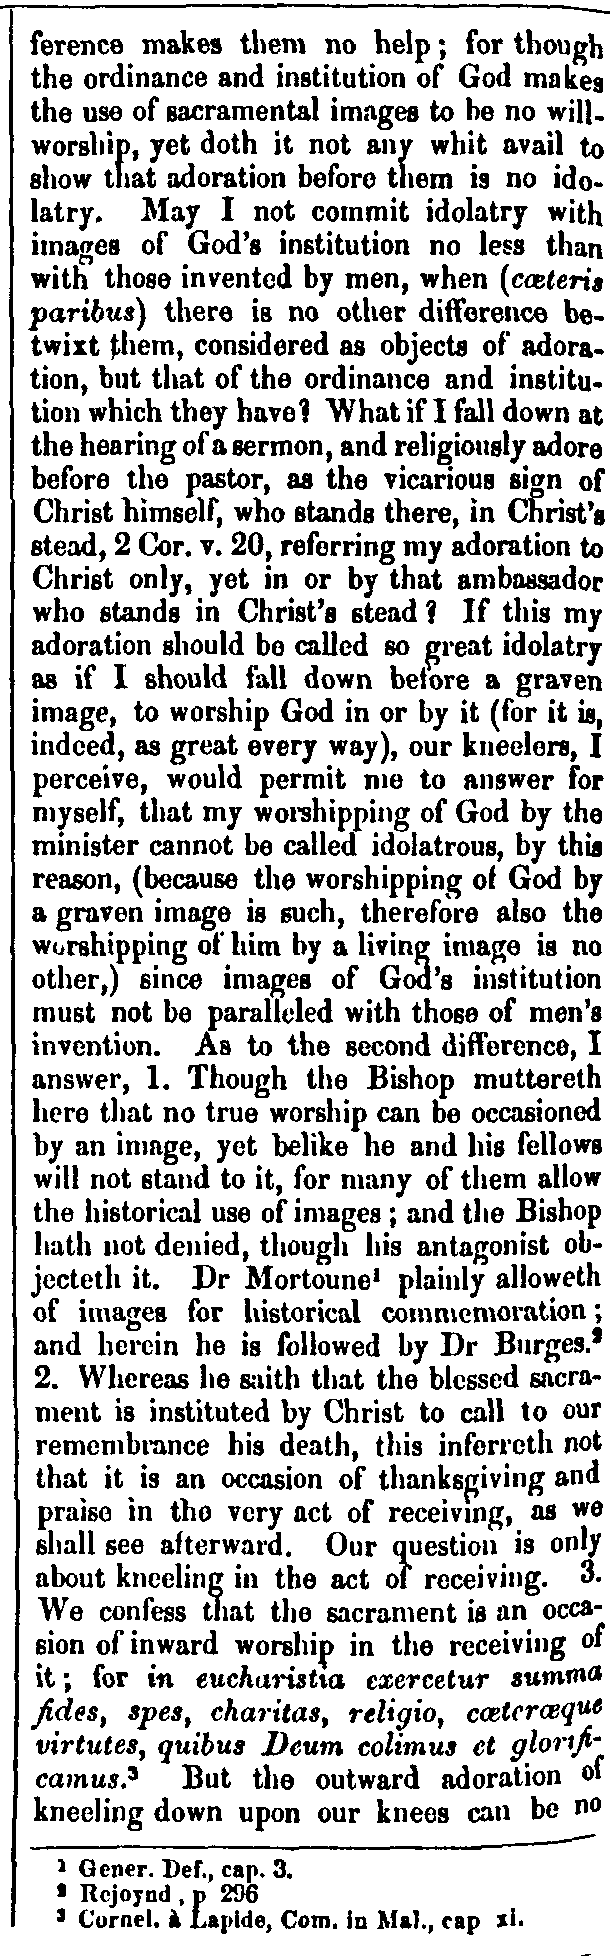 ference makes them no help; for though
the ordinance and institution of God makes
the use of sacramental images to be no will-
worship, yet doth it not any whit avail to
show that adoration before them is no ido-
latry. May I not commit idolatry with
images of God's institution no less than
with those invented by men, when (cœteris
paribus) there is no other difference be-
twixt them, considered as objects of adora-
tion, but that of the ordinance and institu-
tion which they have? What if I fall down at
the hearing of a sermon, and religiously adore
before the pastor, as the vicarious sign of
Christ himself, who stands there, in Christ's
stead, 2 Cor. v. 20, referring my adoration to
Christ only, yet in or by that ambassador
who stands in Christ's stead? If this my
adoration should be called so great idolatry
as if I should fall down before a graven
image, to worship God in or by it (for it is,
indeed, as great every way), our kneelers, I
perceive, would permit me to answer for
myself, that my worshipping of God by the
minister cannot be called idolatrous, by this
reason, (because the worshipping of God by
a graven image is such, therefore also the
worshipping of him by a living image is no
other,) since images of God's institution
must not be paralleled with those of men's
invention. As to the second difference, I
answer, 1. Though the Bishop muttereth
here that no true worship can be occasioned
by an image, yet belike he and his fellows
will not stand to it, for many of them allow
the historical use of images; and the Bishop
hath not denied, though his antagonist ob-
jecteth it. Dr Mortoune¹ plainly alloweth
of images for historical commemoration;
and herein he is followed by Dr Burges.²
2. Whereas he saith that the blessed sacra-
ment is instituted by Christ to call to our
remembrance his death, this inferreth not
that it is an occasion of thanksgiving and
praise in the very act of receiving, as we
shall see afterward. Our question is only
about kneeling in the act of receiving. 3.
We confess that the sacrament is an occa-
sion of inward worship in the receiving of
it; for in eucharistia exercetur summa
fides, spes, charitas, religio, cœterœque
virtutes, quibus Deum colimus et glorifi-
camus.³ But the outward adoration of
kneeling down upon our knees can be no
¹ Gener. Def., cap. 3.
² Rejoynd, p 296
³ Cornel. à Lapide, Com. in Mal., cap xi.